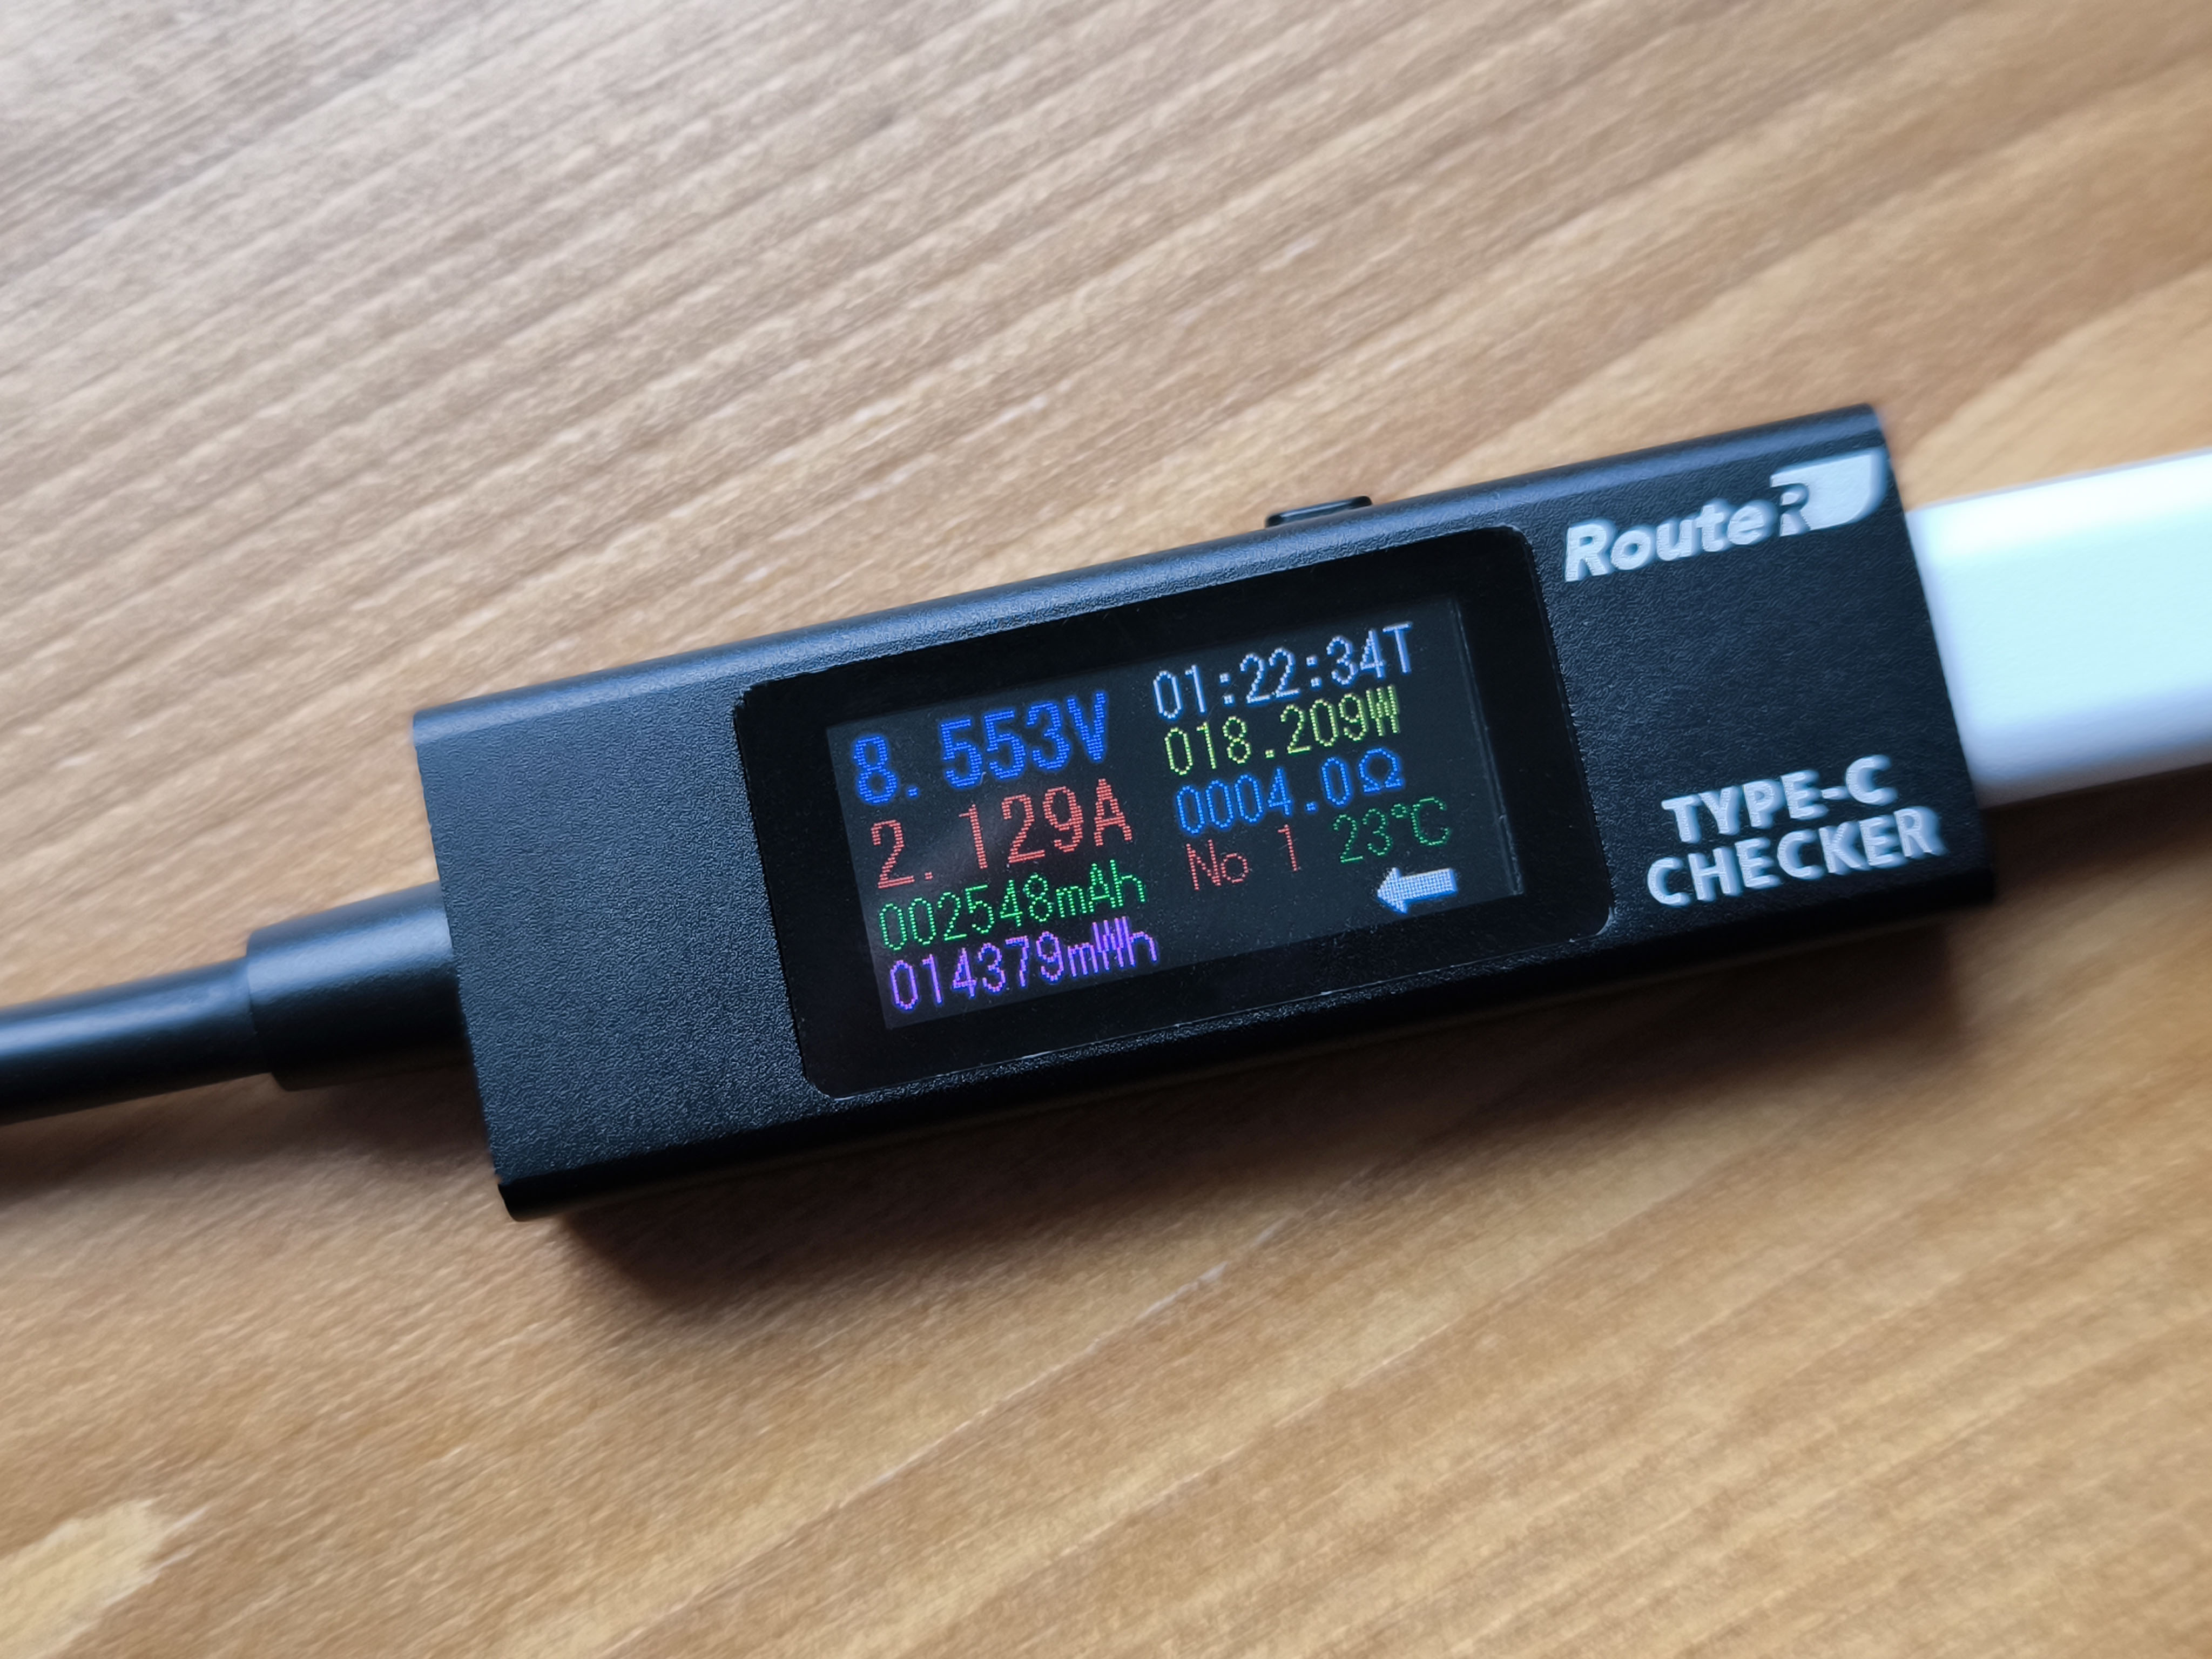 RouteR
TYPE-C
CHECKER
8.553V
2.129A
002548mAh
014379mWh
01:22:34T
018.209W
0004.0Ω
No 1 23℃